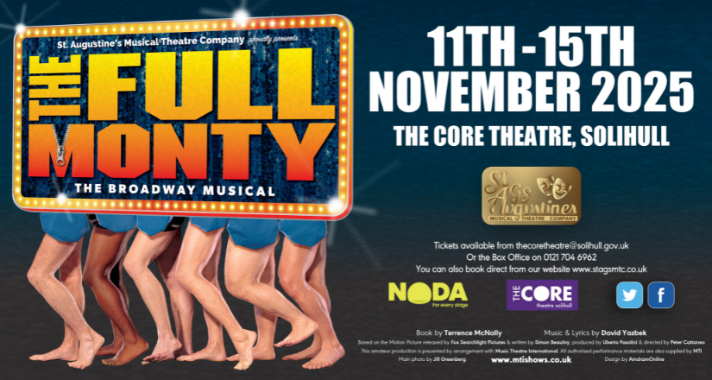 St. Augustine's Musical Theatre Company proudly presents
THE FULL
MONTY
THE BROADWAY MUSICAL
11TH - 15TH
NOVEMBER 2025
THE CORE THEATRE, SOLIHULL
St
Augustines
MUSICAL THEATRE COMPANY
Tickets available from thecoretheatre@solihull.gov.uk
Or the Box Office on 0121 704 6962
You can also book direct from our website www.stagsmtc.co.uk
NODA
for every stage
THE CORE
theatre solihull
Book by Terrence McNally Music & Lyrics by David Yazbek
Based on the Motion Picture released by Fox Searchlight Pictures & written by Simon Beaufoy, produced by Uberto Pasolini & directed by Peter Cattaneo
This amateur production is presented by arrangement with Music Theatre International. All authorised performance materials are also supplied by MTI
Main photo by Jill Greenberg www.mtishows.co.uk Design by AnstrumOnline